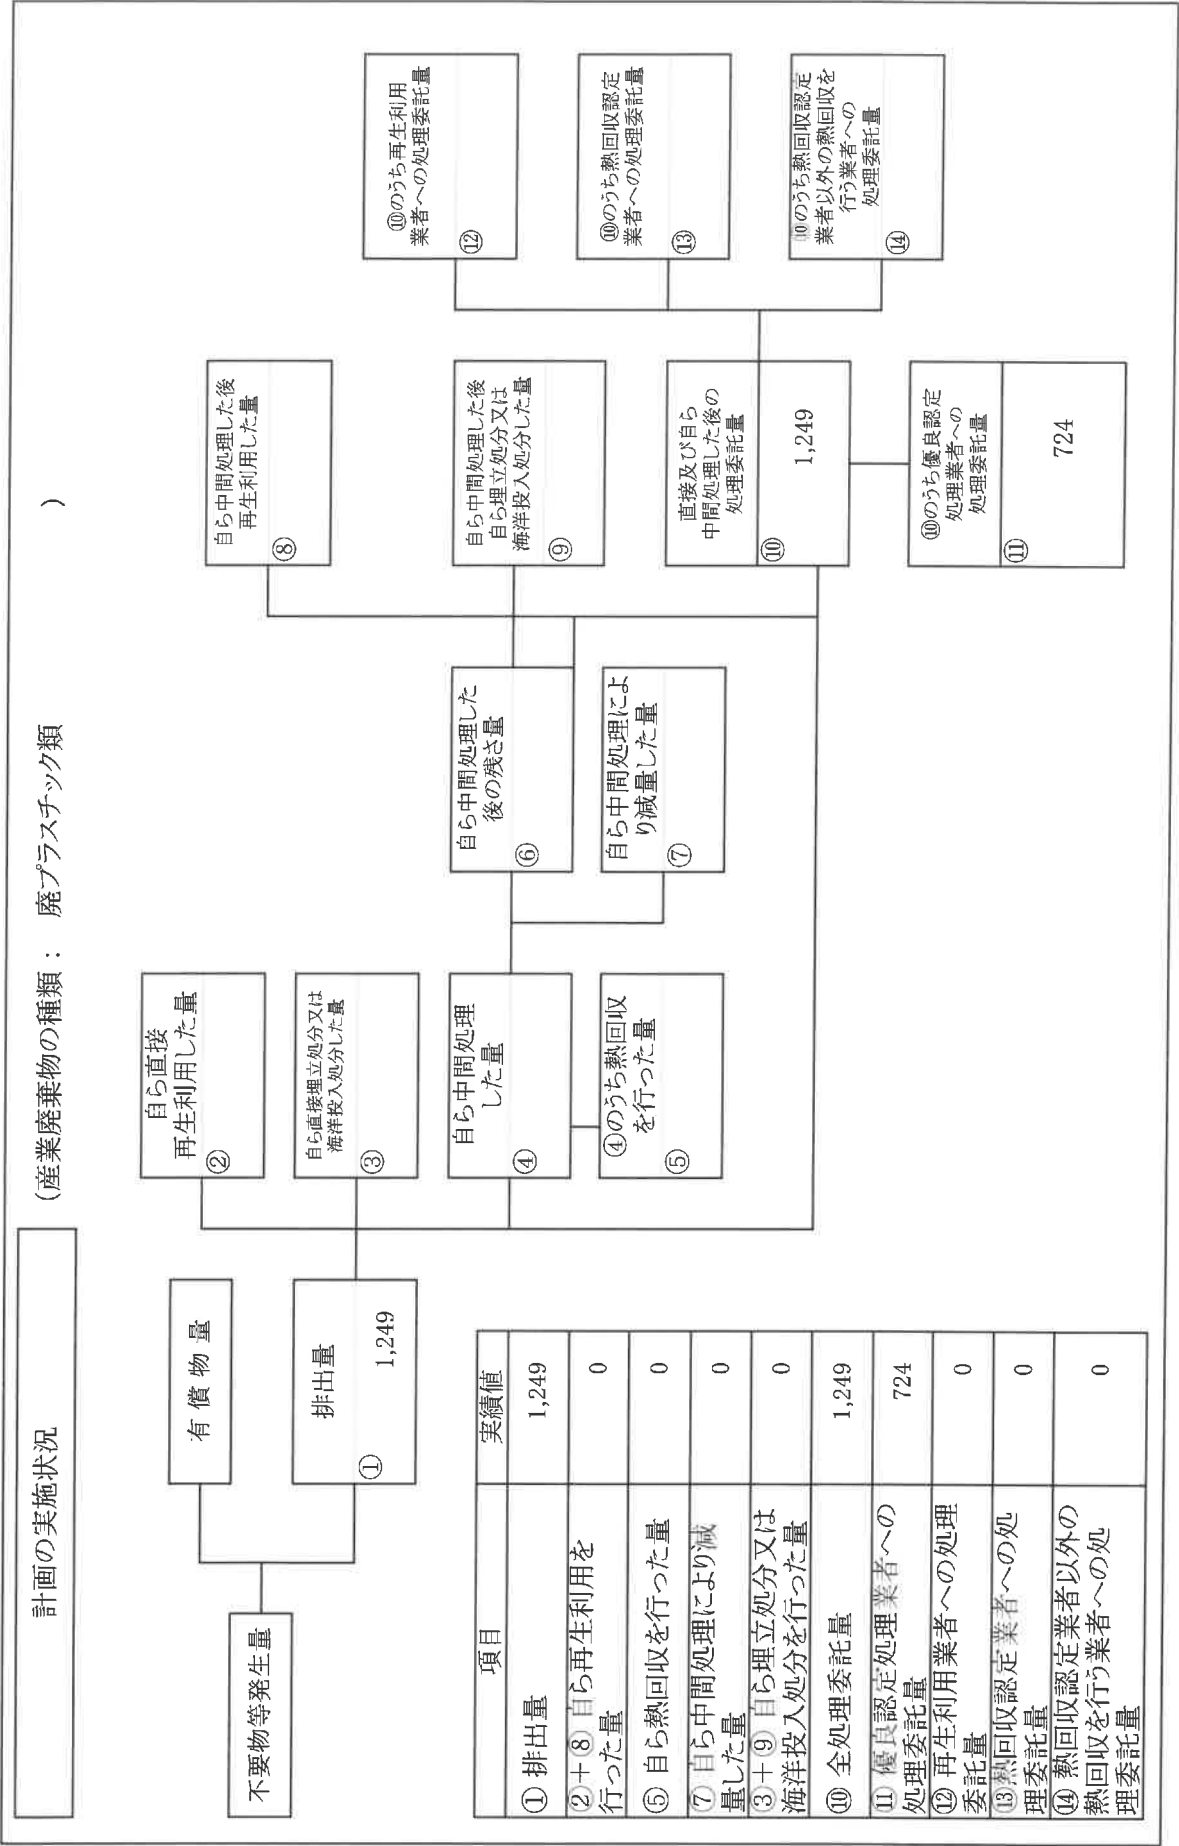 計画の実施状況
(産業廃棄物の種類： 廃プラスチック類 )
不要物等発生量
有償物量
排出量
① 1,249
自ら直接
再生利用した量
②
自ら直接埋立処分又は
海洋投入処分した量
③
自ら中間処理
した量
④
④のうち熱回収
を行った量
⑤
自ら中間処理した
後の残さ量
⑥
自ら中間処理によ
り減量した量
⑦
自ら中間処理した後
再生利用した量
⑧
自ら中間処理した後
自ら埋立処分又は
海洋投入処分した量
⑨
直接及び自ら
中間処理した後の
処理委託量
⑩ 1,249
⑩のうち優良認定
処理業者への
処理委託量
⑪ 724
⑩のうち再生利用
業者への処理委託量
⑫
⑩のうち熱回収認定
業者への処理委託量
⑬
⑩のうち熱回収認定
業者以外の熱回収を
行う業者への
処理委託量
⑭
項目 実績値
①排出量 1,249
②＋⑧ 自ら再生利用を
行った量 0
⑤ 自ら熱回収を行った量 0
⑦ 自ら中間処理により減
量した量 0
③＋⑨ 自ら埋立処分又は
海洋投入処分を行った量 0
⑩ 全処理委託量 1,249
⑪ 優良認定処理業者への
処理委託量 724
⑫ 再生利用業者への処理
委託量 0
⑬熱回収認定業者への処
理委託量 0
⑭ 熱回収認定業者以外の
熱回収を行う業者への処
理委託量 0